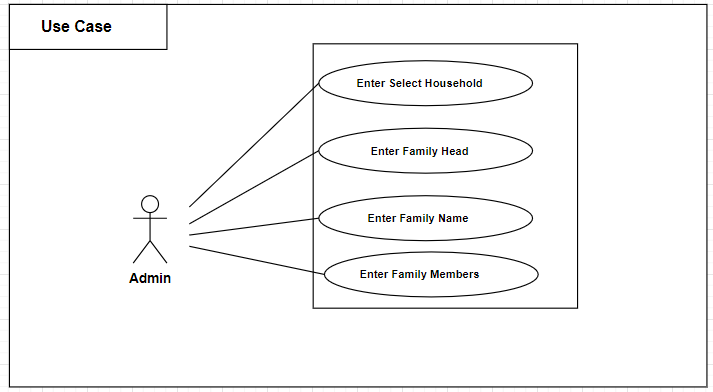 Use Case
Enter Select Household
Enter Family Head
Enter Family Name
Enter Family Members
Admin